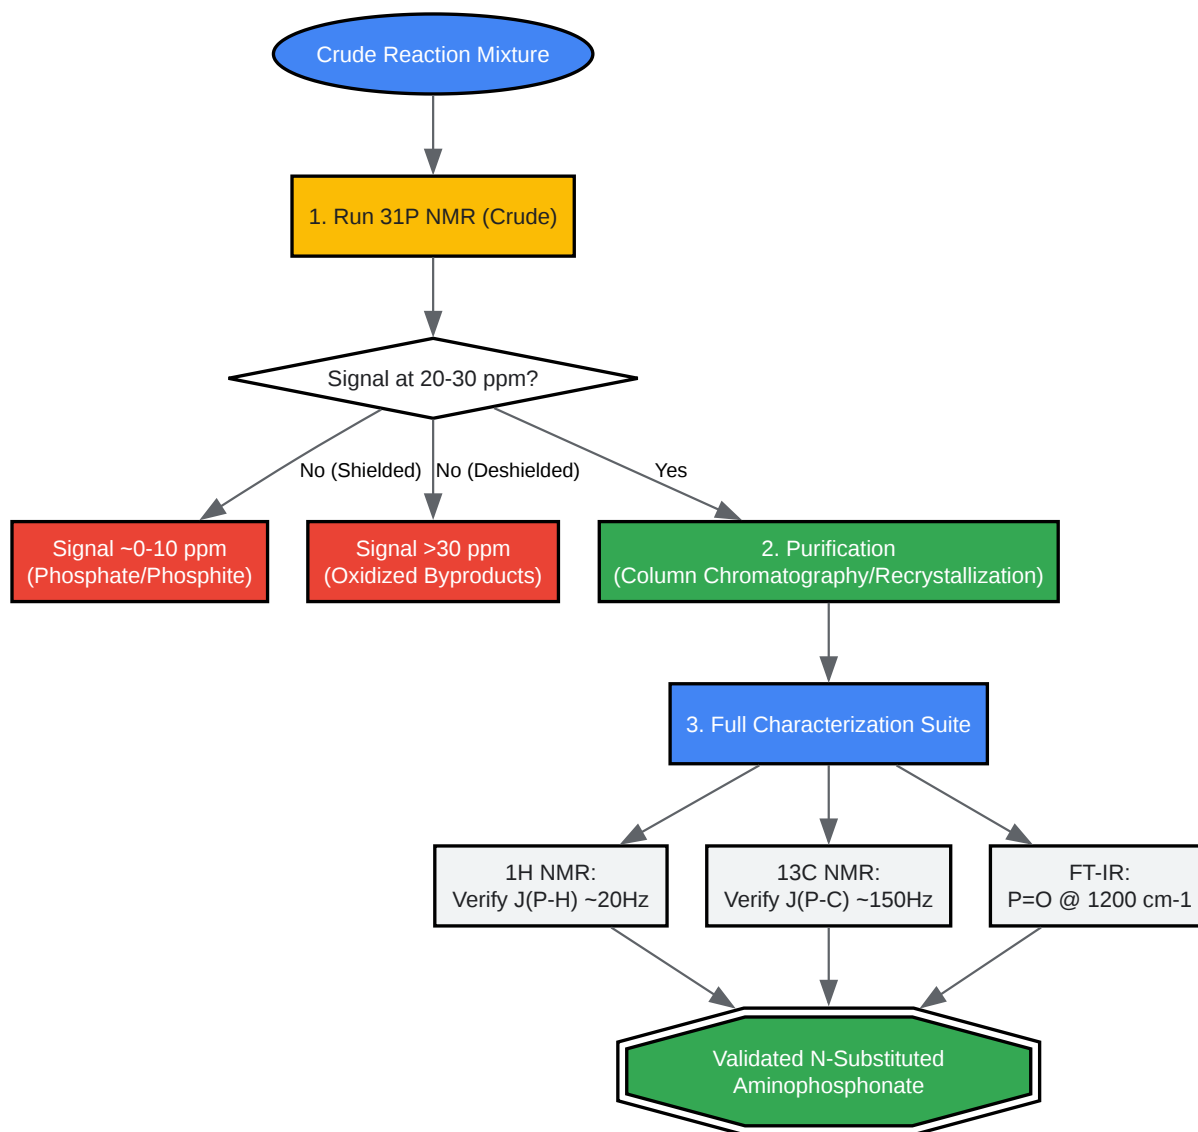 Crude Reaction Mixture
1. Run 31P NMR (Crude)
Signal at 20-30 ppm?
No (Shielded)
No (Deshielded)
Yes
Signal ~0-10 ppm
(Phosphate/Phosphite)
Signal >30 ppm
(Oxidized Byproducts)
2. Purification
(Column Chromatography/Recrystallization)
3. Full Characterization Suite
1H NMR:
Verify J(P-H) ~20Hz
13C NMR:
Verify J(P-C) ~150Hz
FT-IR:
P=O @ 1200 cm-1
Validated N-Substituted
Aminophosphonate